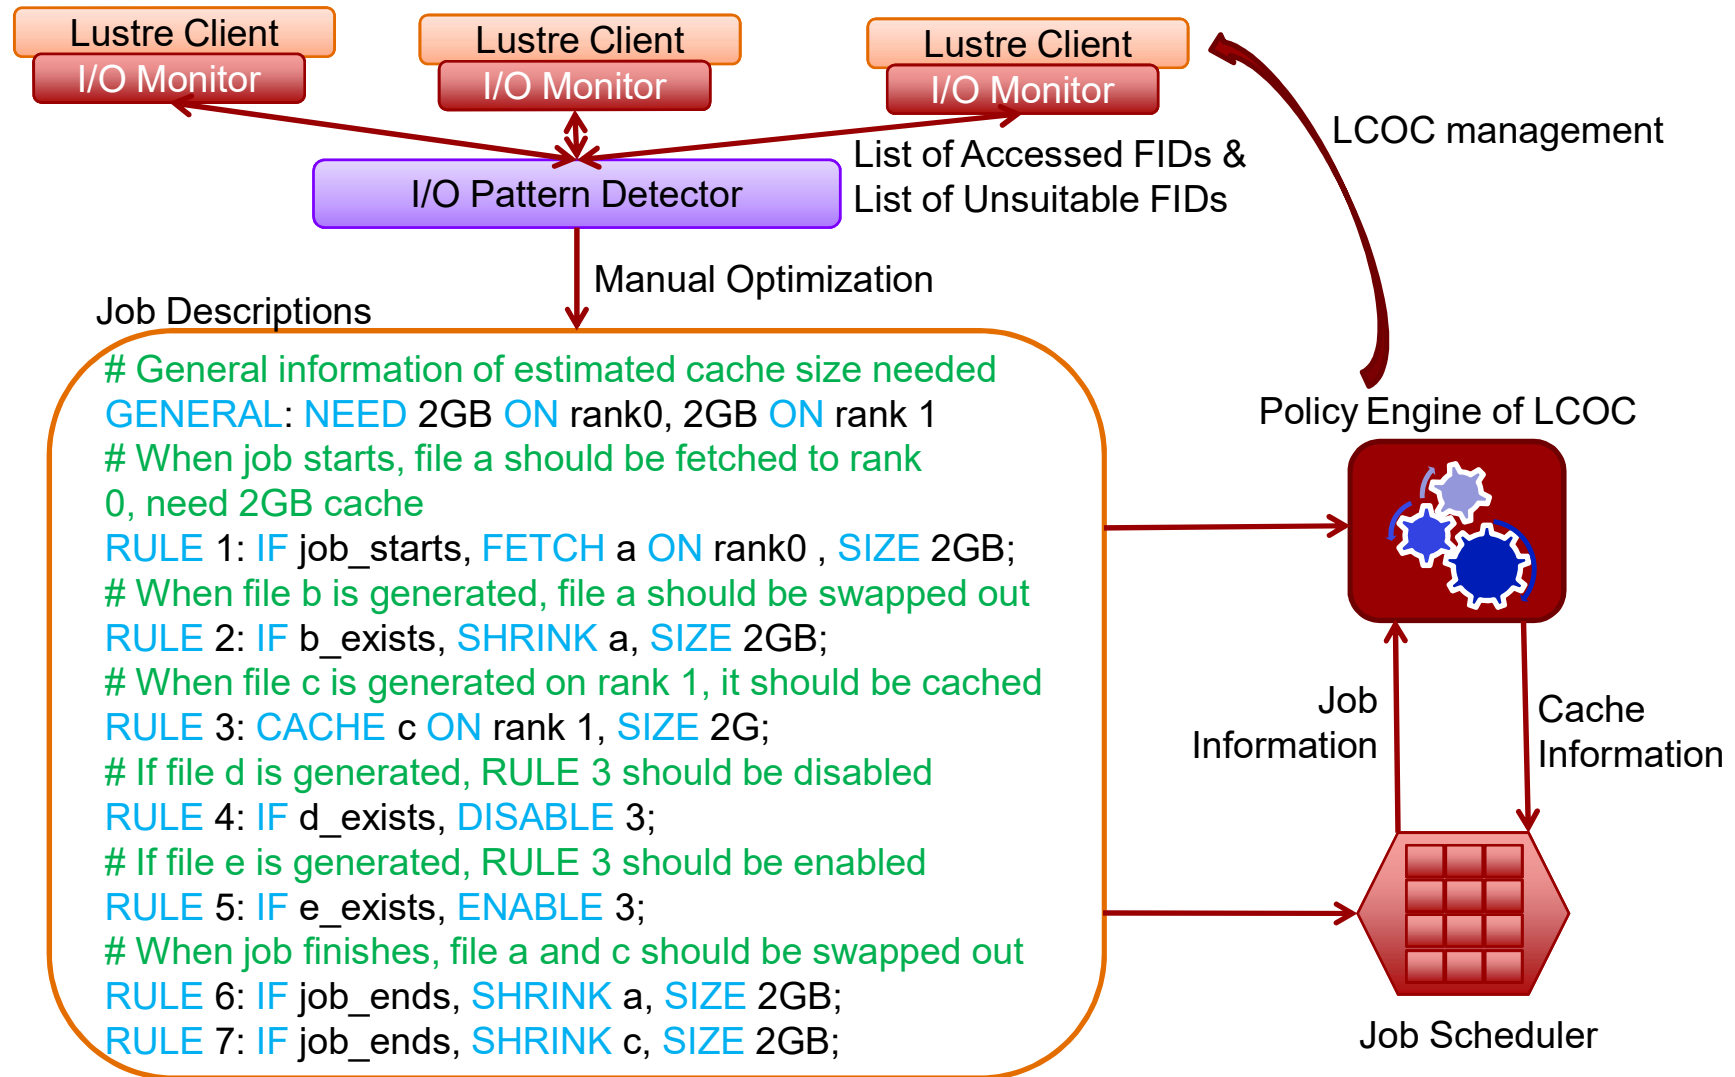 Lustre Client
I/O Monitor
Lustre Client
I/O Monitor
Lustre Client
I/O Monitor
LCOC management
List of Accessed FIDs &
List of Unsuitable FIDs
I/O Pattern Detector
Manual Optimization
Job Descriptions
# General information of estimated cache size needed
GENERAL: NEED 2GB ON rank0, 2GB ON rank 1
# When job starts, file a should be fetched to rank
0, need 2GB cache
RULE 1: IF job_starts, FETCH a ON rank0 , SIZE 2GB;
# When file b is generated, file a should be swapped out
RULE 2: IF b_exists, SHRINK a, SIZE 2GB;
# When file c is generated on rank 1, it should be cached
RULE 3: CACHE c ON rank 1, SIZE 2G;
# If file d is generated, RULE 3 should be disabled
RULE 4: IF d_exists, DISABLE 3;
# If file e is generated, RULE 3 should be enabled
RULE 5: IF e_exists, ENABLE 3;
# When job finishes, file a and c should be swapped out
RULE 6: IF job_ends, SHRINK a, SIZE 2GB;
RULE 7: IF job_ends, SHRINK c, SIZE 2GB;
Policy Engine of LCOC
Job
Information
Cache
Information
Job Scheduler